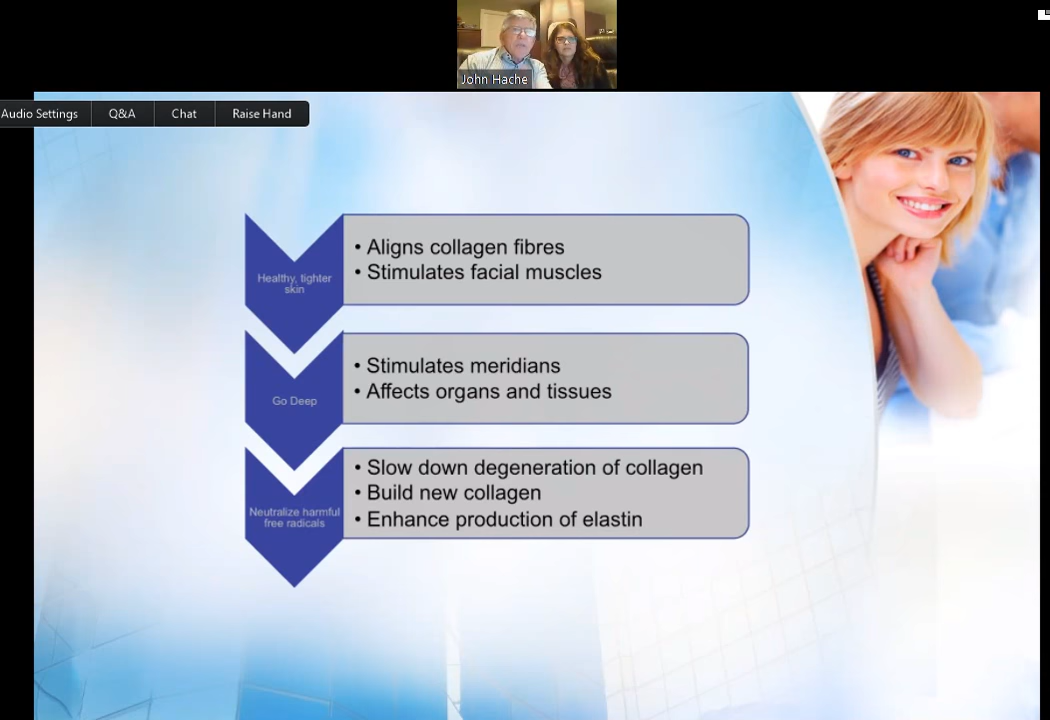 John Hache
Audio Settings
Q&A
Chat
Raise Hand
Healthy, tighter
skin
• Aligns collagen fibres
• Stimulates facial muscles
Go Deep
• Stimulates meridians
• Affects organs and tissues
Neutralize harmful
free radicals
• Slow down degeneration of collagen
• Build new collagen
• Enhance production of elastin